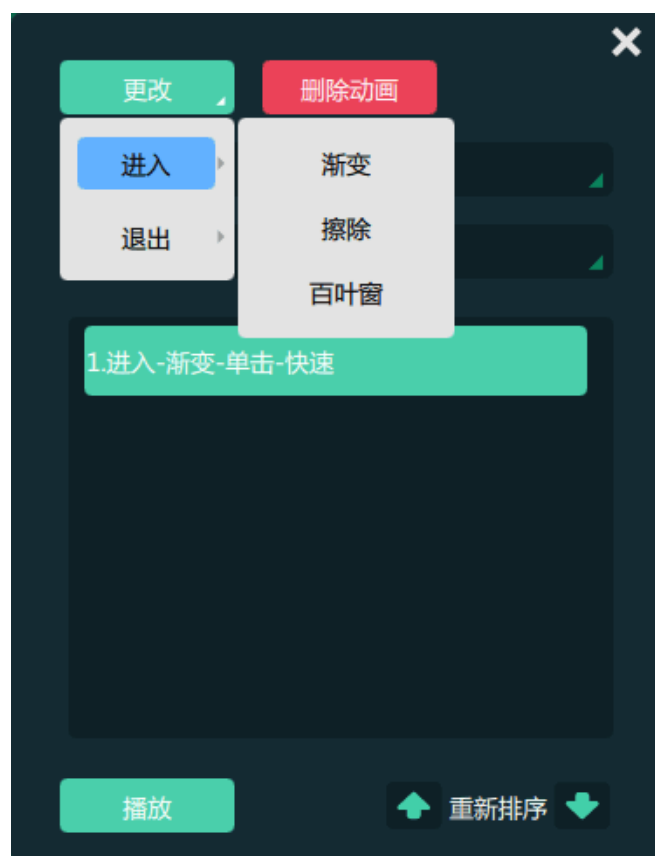 更改
删除动画
进入
渐变
退出
擦除
百叶窗
1.进入-渐变-单击-快速
播放
重新排序